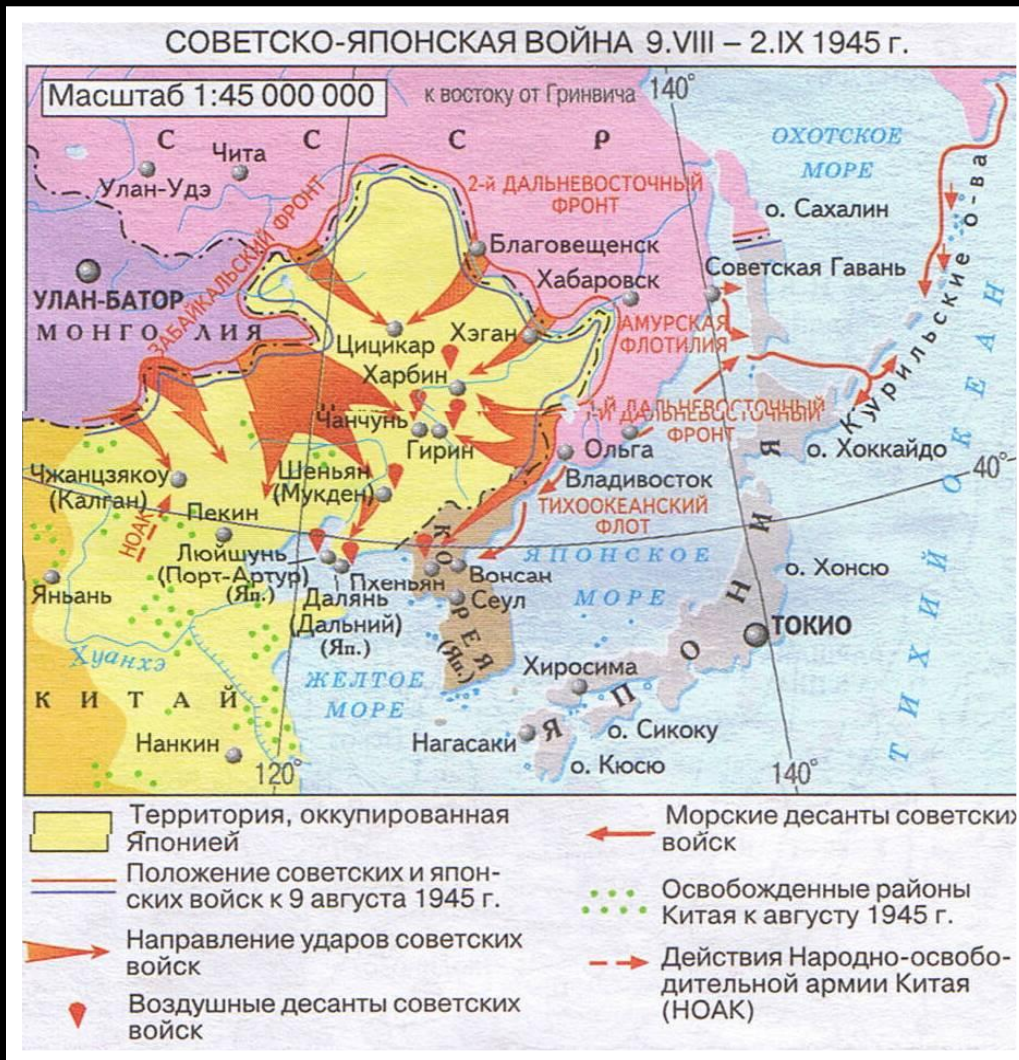 СОВЕТСКО-ЯПОНСКАЯ ВОЙНА 9.VIII – 2.IX 1945 г.
Масштаб 1:45 000 000
к востоку от Гринвича
140°
С С С Р
ОХОТСКОЕ
МОРЕ
Чита
Улан-Удэ
2-й ДАЛЬНЕВОСТОЧНЫЙ
ФРОНТ
о. Сахалин
ЗАБАЙКАЛЬСКИЙ ФРОНТ
Благовещенск
Хабаровск
Советская Гавань
Курильские о-ва
УЛАН-БАТОР
МОНГОЛИЯ
Цицикар
Хэган
АМУРСКАЯ
ФЛОТИЛИЯ
Харбин
Чанчунь
Гирин
1-й ДАЛЬНЕВОСТОЧНЫЙ
ФРОНТ
Ольга
о. Хоккайдо
Чжанцзякоу
(Калган)
Шеньян
(Мукден)
Владивосток
40°
ТИХООКЕАНСКИЙ
ФЛОТ
НОАК
Пекин
Люйшунь
(Порт-Артур)
(Яп.)
Яньань
Далянь
(Дальний)
(Яп.)
Пхеньян
Вонсан
Сеул
КОРЕЯ
(Яп.)
ЯПОНСКОЕ
МОРЕ
о. Хонсю
ТОКИО
ЯПОНИЯ
ТИХИЙ ОКЕАН
Хуанхэ
ЖЕЛТОЕ
МОРЕ
Хиросима
КИТАЙ
Нанкин
Нагасаки
о. Сикоку
о. Кюсю
120°
140°
Территория, оккупированная
Японией
Положение советских и япон-
ских войск к 9 августа 1945 г.
Направление ударов советских
войск
Воздушные десанты советских
войск
Морские десанты советских
войск
Освобожденные районы
Китая к августу 1945 г.
Действия Народно-освобо-
дительной армии Китая
(НОАК)